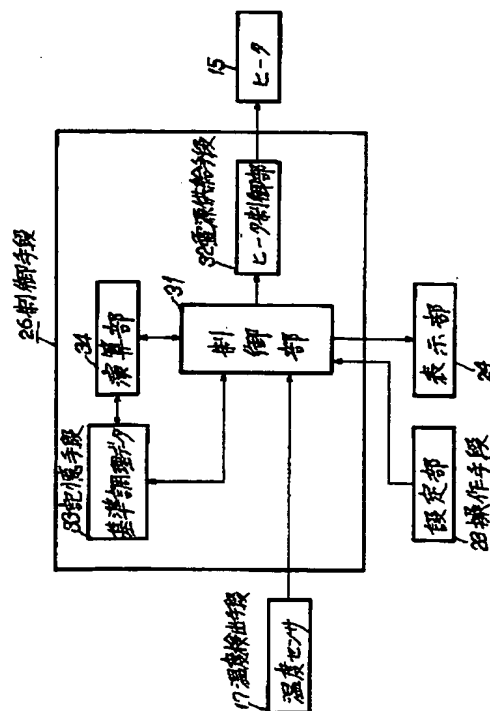 26制御手段
33記憶手段
基準調理データ
34
演算部
31
制御部
32電源供給手段
ヒータ制御部
15
ヒータ
17温度検出手段
温度センサ
設定部
28操作手段
表示部
24